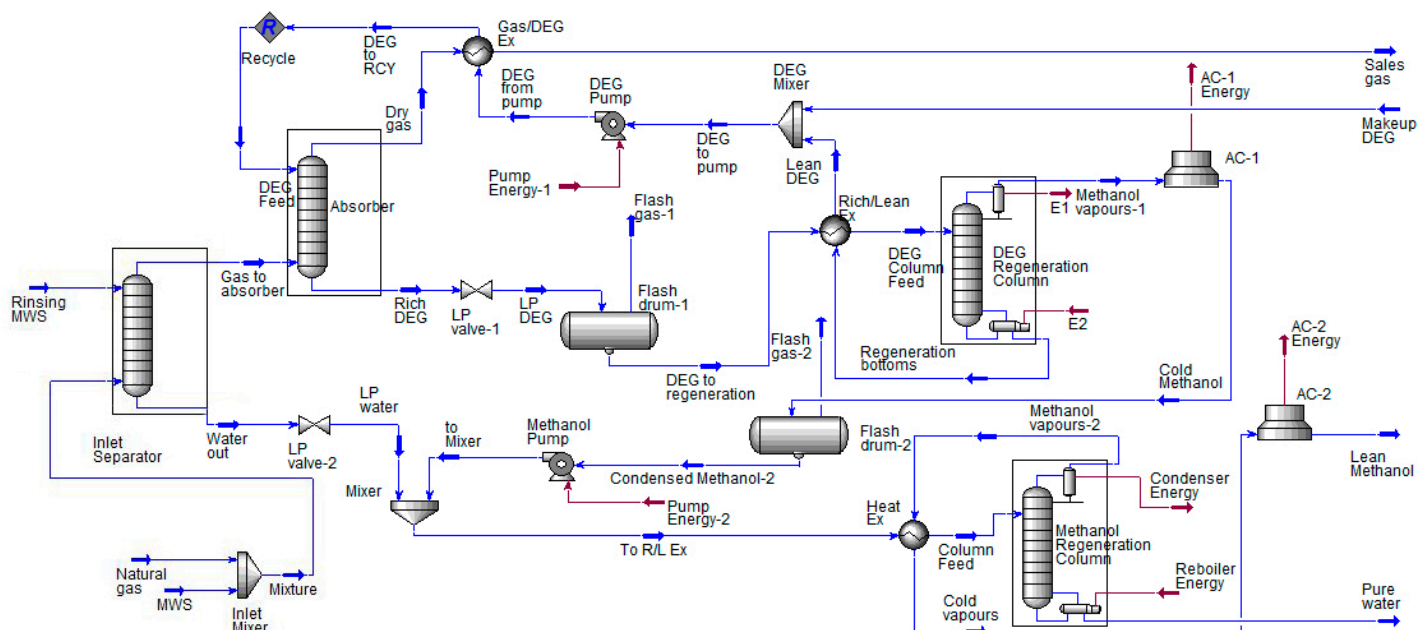 R
Recycle
DEG
to
RCY
Gas/DEG
Ex
Sales
gas
DEG
from
pump
DEG
Pump
DEG
Mixer
AC-1
Energy
Makeup
DEG
Dry
gas
DEG
to
pump
Lean
DEG
AC-1
Pump
Energy-1
DEG
Feed
Absorber
Flash
gas-1
Rich/Lean
Ex
E1
Methanol
vapours-1
Rinsing
MWS
Gas to
absorber
Rich
DEG
LP
valve-1
LP
DEG
Flash
drum-1
DEG
Column
Feed
DEG
Regeneration
Column
E2
Flash
gas-2
Regeneration
bottoms
DEG to
regeneration
Cold
Methanol
AC-2
Energy
AC-2
Inlet
Separator
Water
out
LP
valve-2
LP
water
to
Mixer
Methanol
Pump
Flash
drum-2
Methanol
vapours-2
Lean
Methanol
Condensed Methanol-2
Mixer
Pump
Energy-2
Heat
Ex
Condenser
Energy
To R/L Ex
Column
Feed
Methanol
Regeneration
Column
Natural
gas
MWS
Inlet
Mixer
Mixture
Reboiler
Energy
Cold
vapours
Pure
water